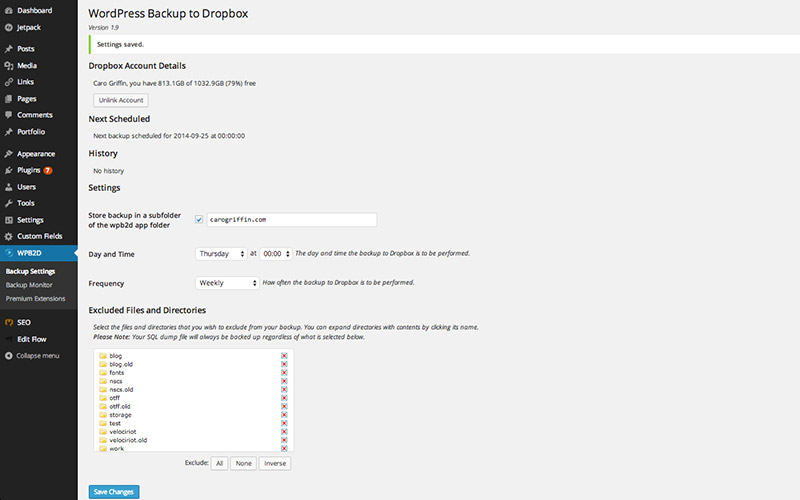 Dashboard
Jetpack
Posts
Media
Links
Pages
Comments
Portfolio
Appearance
Plugins 7
Users
Tools
Settings
Custom Fields
WPB2D
Backup Settings
Backup Monitor
Premium Extensions
SEO
Edit Flow
Collapse menu
WordPress Backup to Dropbox
Version 1.9
Settings saved.
Dropbox Account Details
Caro Griffin, you have 813.1GB of 1032.9GB (79%) free
Unlink Account
Next Scheduled
Next backup scheduled for 2014-09-25 at 00:00:00
History
No history
Settings
Store backup in a subfolder
of the wpb2d app folder
carogriffin.com
Day and Time Thursday at 00:00 The day and time the backup to Dropbox is to be performed.
Frequency Weekly How often the backup to Dropbox is to be performed.
Excluded Files and Directories
Select the files and directories that you wish to exclude from your backup. You can expand directories with contents by clicking its name.
Please Note: Your SQL dump file will always be backed up regardless of what is selected below.
blog
blog.old
fonts
nscs
nscs.old
otff
otff.old
storage
test
velociriot
velociriot.old
work
Exclude: All None Inverse
Save Changes